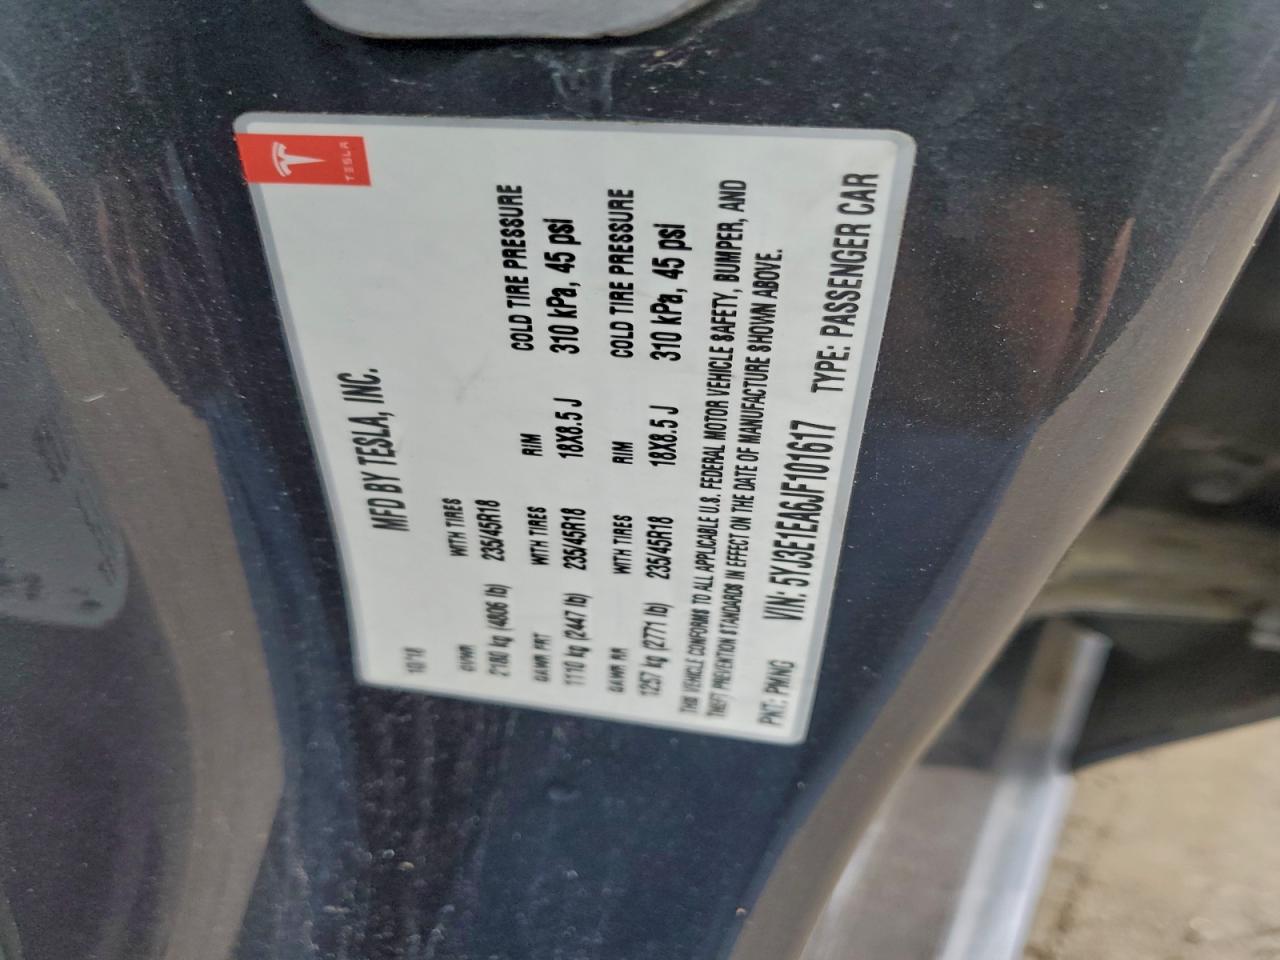 TESLA
MFD BY TESLA, INC.
10/18
GVWR WITH TIRES
2180 kg (4806 lb) 235/45R18
GAWR FRT WITH TIRES RIM COLD TIRE PRESSURE
1110 kg (2447 lb) 235/45R18 18X8.5 J 310 kPa, 45 psi
GAWR RR WITH TIRES RIM COLD TIRE PRESSURE
1257 kg (2771 lb) 235/45R18 18X8.5 J 310 kPa, 45 psi
THIS VEHICLE CONFORMS TO ALL APPLICABLE U.S. FEDERAL MOTOR VEHICLE SAFETY, BUMPER, AND
THEFT PREVENTION STANDARDS IN EFFECT ON THE DATE OF MANUFACTURE SHOWN ABOVE.
PNT: PMNG VIN: 5YJ3E1EA6JF101617 TYPE: PASSENGER CAR